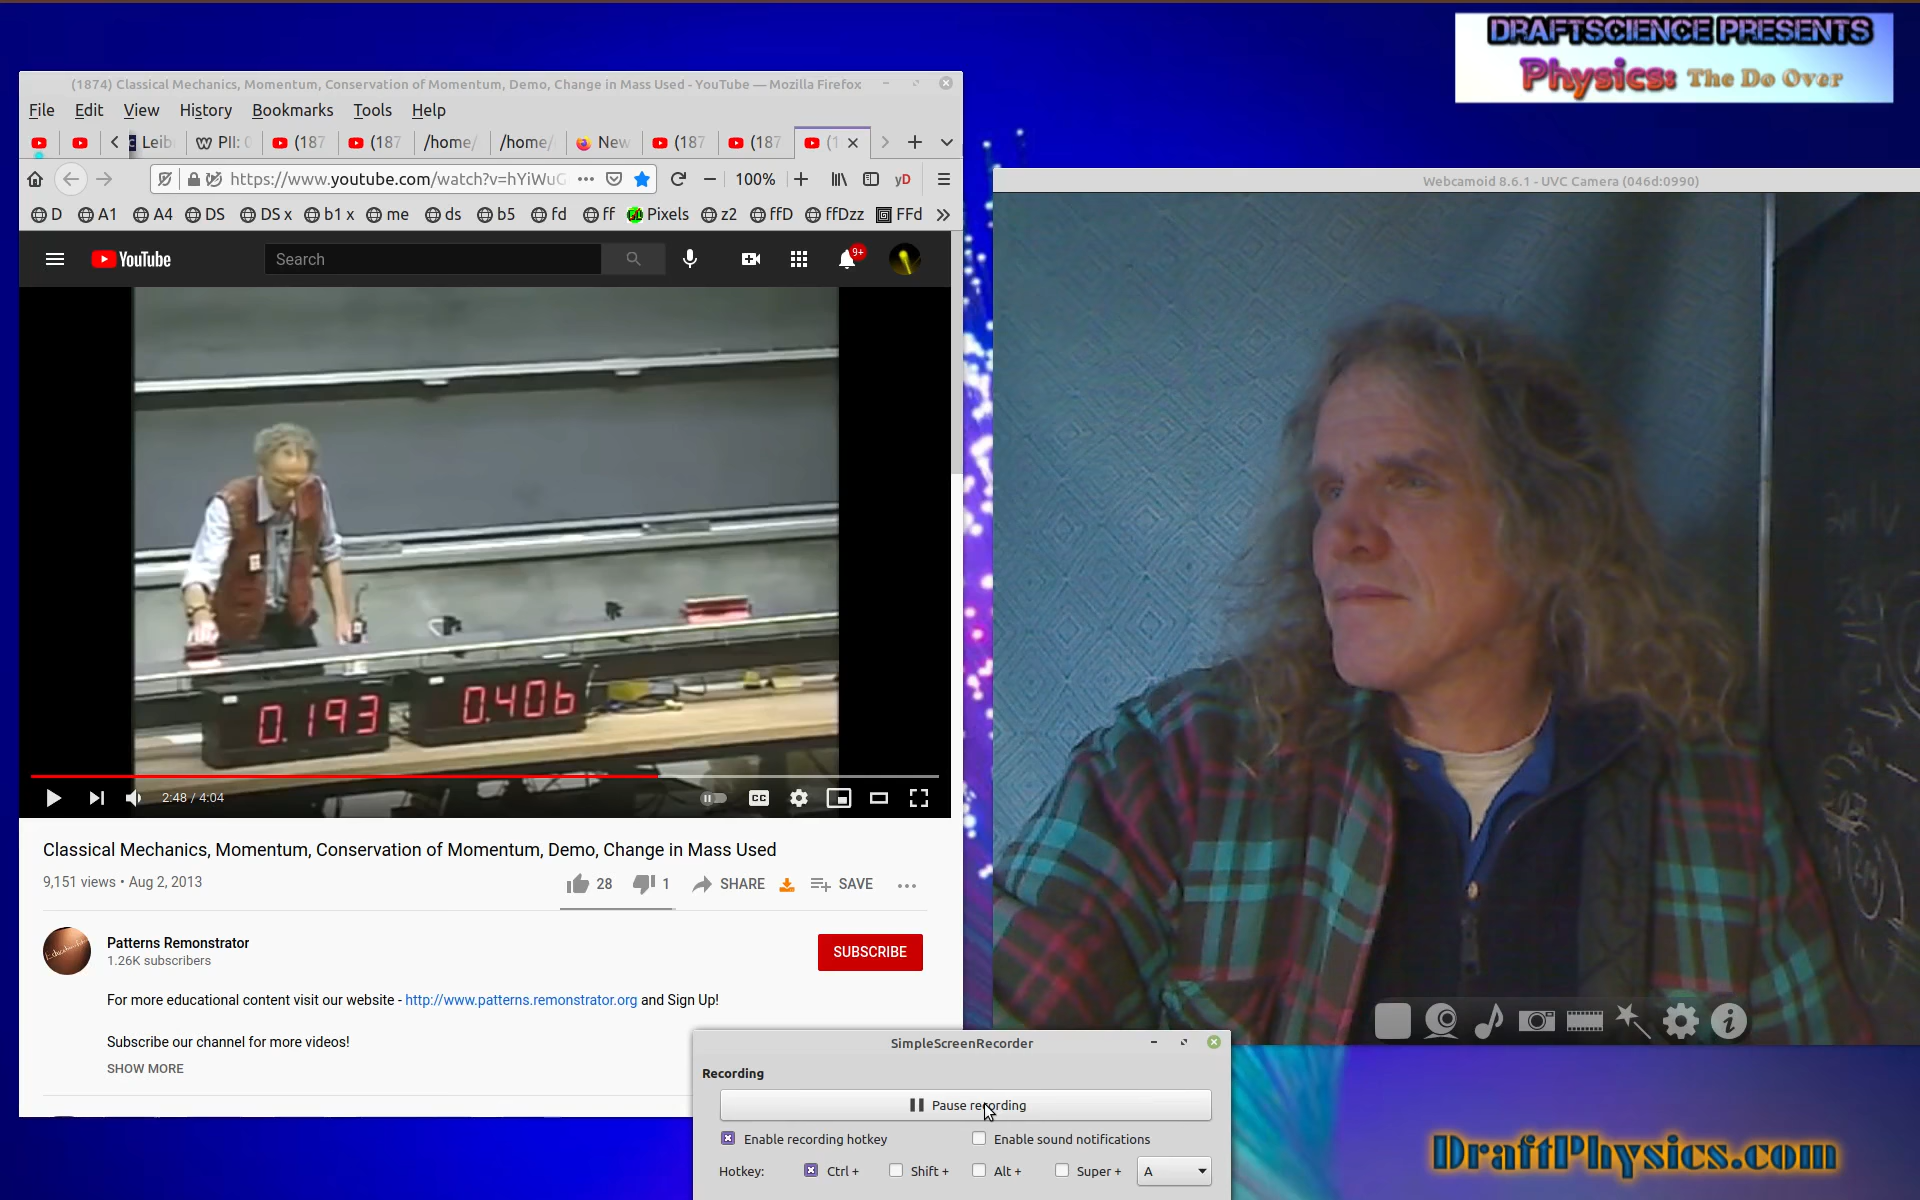 DRAFTSCIENCE PRESENTS
Physics: The Do Over
(1874) Classical Mechanics, Momentum, Conservation of Momentum, Demo, Change in Mass Used - YouTube — Mozilla Firefox
File Edit View History Bookmarks Tools Help
Leib PII: (187 (187 /home/ /home/ New (187 (187 (1
https://www.youtube.com/watch?v=hYiWuG 100% yD
D A1 A4 DS DS x b1 x me ds b5 fd ff Pixels z2 ffD ffDzz FFd
Webcamoid 8.6.1 - UVC Camera (046d:0990)
YouTube Search 9+
0.193 0.406
2:48 / 4:04 CC
Classical Mechanics, Momentum, Conservation of Momentum, Demo, Change in Mass Used
9,151 views • Aug 2, 2013 28 1 SHARE SAVE
Patterns Remonstrator
1.26K subscribers
SUBSCRIBE
For more educational content visit our website - http://www.patterns.remonstrator.org and Sign Up!
Subscribe our channel for more videos!
SHOW MORE
SimpleScreenRecorder
Recording
Pause recording
Enable recording hotkey Enable sound notifications
Hotkey: Ctrl + Shift + Alt + Super + A
DraftPhysics.com